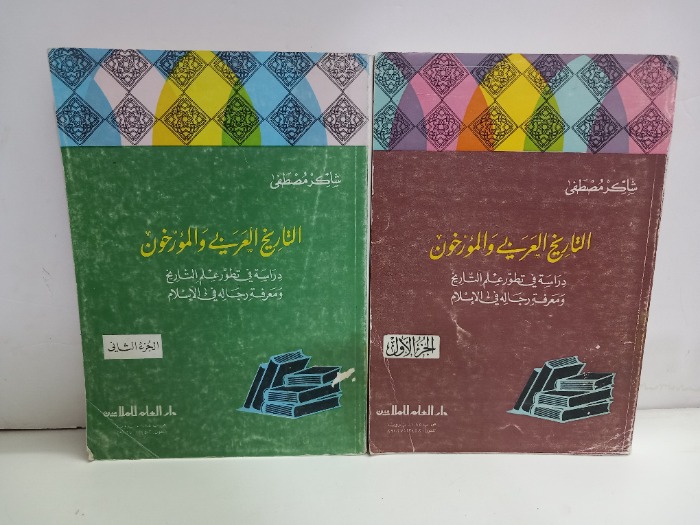 شاكر مصطفى
التاريخ العربي والمؤرخون
دراسة في تطور علم التاريخ
ومعرفة رجاله في الإسلام
الجزء الأول
دار العلم للملايين
شاكر مصطفى
التاريخ العربي والمؤرخون
دراسة في تطور علم التاريخ
ومعرفة رجاله في الإسلام
الجزء الثاني
دار العلم للملايين